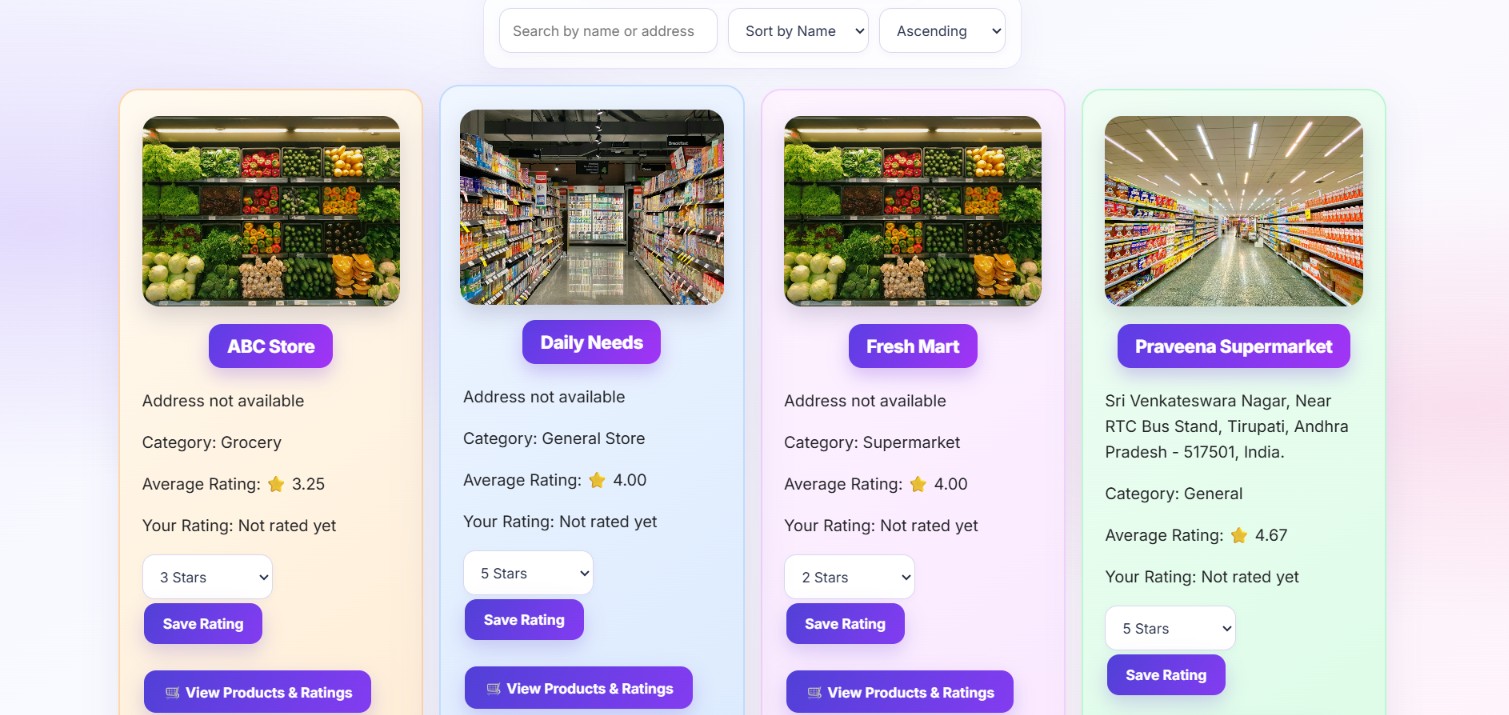 Search by name or address
Sort by Name
Ascending
ABC Store
Address not available
Category: Grocery
Average Rating: ⭐ 3.25
Your Rating: Not rated yet
3 Stars
Save Rating
🛒 View Products & Ratings
Daily Needs
Address not available
Category: General Store
Average Rating: ⭐ 4.00
Your Rating: Not rated yet
5 Stars
Save Rating
🛒 View Products & Ratings
Fresh Mart
Address not available
Category: Supermarket
Average Rating: ⭐ 4.00
Your Rating: Not rated yet
2 Stars
Save Rating
🛒 View Products & Ratings
Praveena Supermarket
Sri Venkateswara Nagar, Near
RTC Bus Stand, Tirupati, Andhra
Pradesh - 517501, India.
Category: General
Average Rating: ⭐ 4.67
Your Rating: Not rated yet
5 Stars
Save Rating